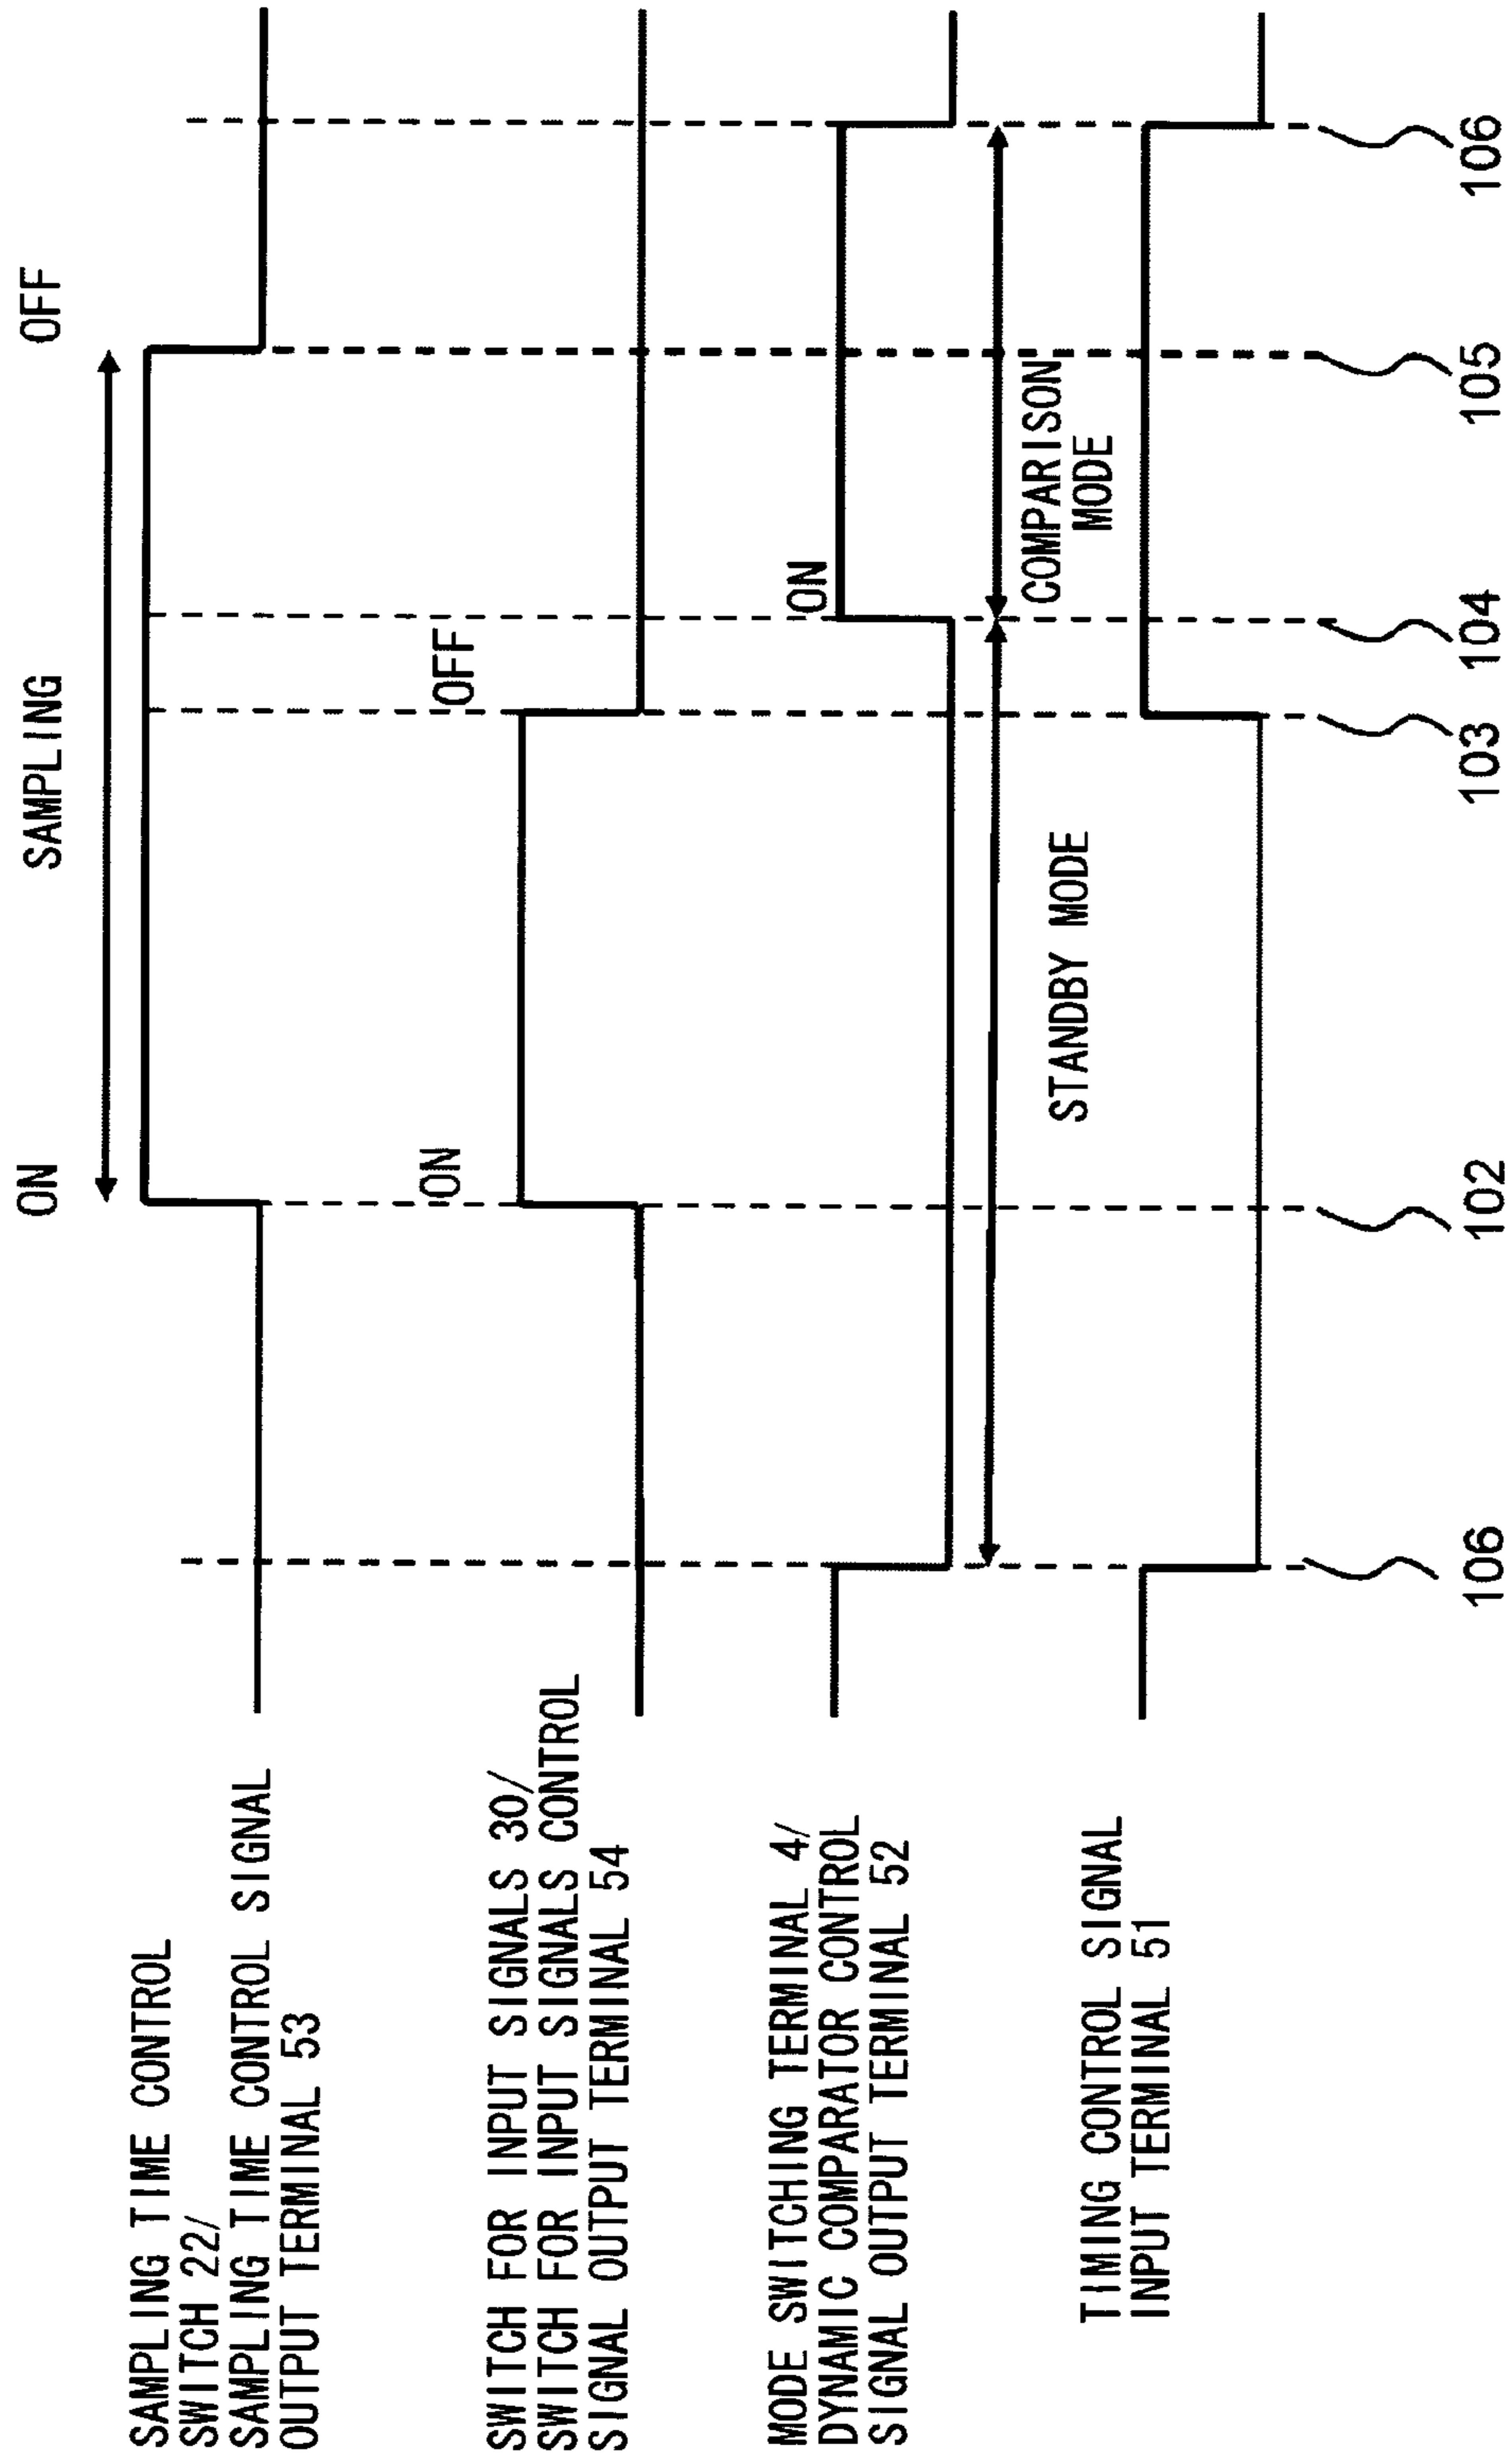 ON
SAMPLING
OFF
SAMPLING TIME CONTROL
SWITCH 22/
SAMPLING TIME CONTROL SIGNAL
OUTPUT TERMINAL 53
ON
OFF
SWITCH FOR INPUT SIGNALS 30/
SWITCH FOR INPUT SIGNALS CONTROL
SIGNAL OUTPUT TERMINAL 54
ON
MODE SWITCHING TERMINAL 4/
DYNAMIC COMPARATOR CONTROL
SIGNAL OUTPUT TERMINAL 52
STANDBY MODE
COMPARISON
MODE
TIMING CONTROL SIGNAL
INPUT TERMINAL 51
106
102
103
104
105
106